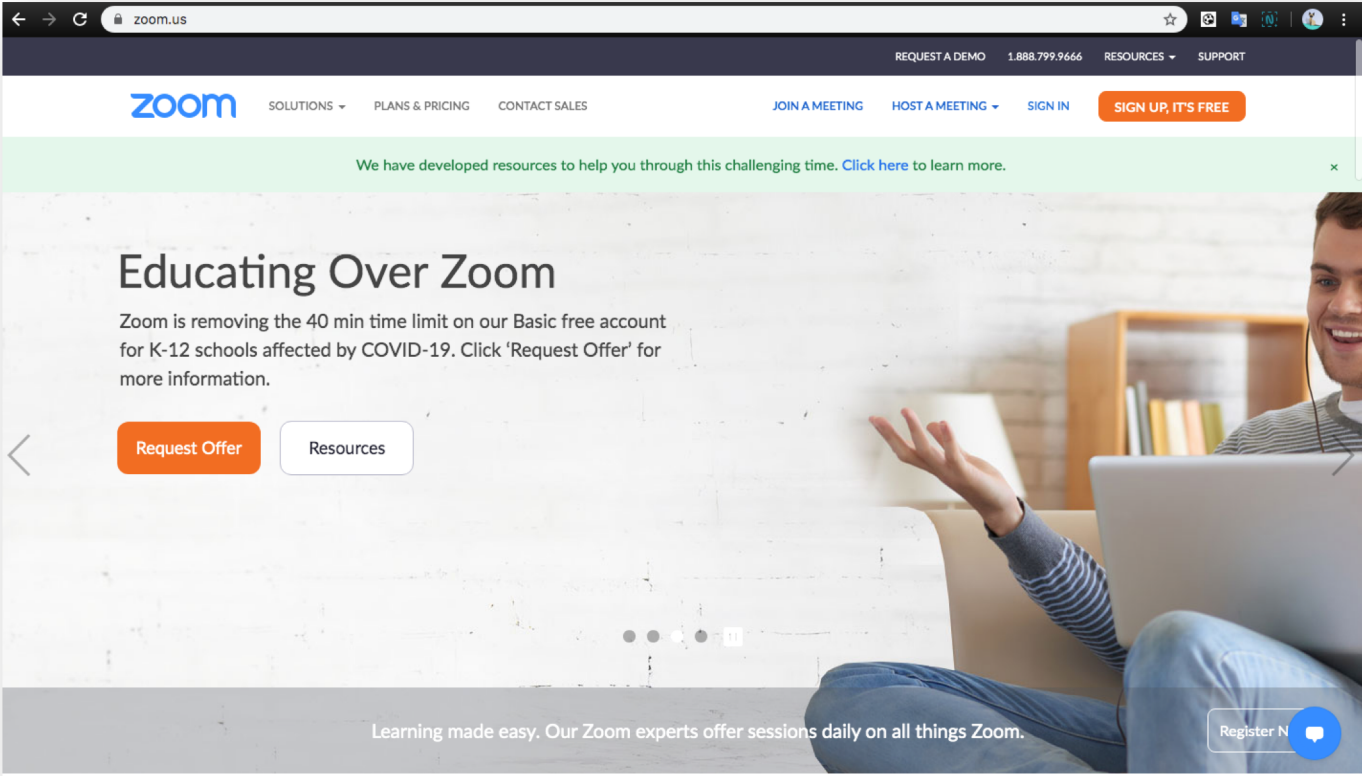 zoom.us
REQUEST A DEMO 1.888.799.9666 RESOURCES SUPPORT
zoom SOLUTIONS PLANS & PRICING CONTACT SALES JOIN A MEETING HOST A MEETING SIGN IN SIGN UP, IT'S FREE
We have developed resources to help you through this challenging time. Click here to learn more.
Educating Over Zoom
Zoom is removing the 40 min time limit on our Basic free account
for K-12 schools affected by COVID-19. Click ‘Request Offer’ for
more information.
Request Offer Resources
Learning made easy. Our Zoom experts offer sessions daily on all things Zoom.
Register N